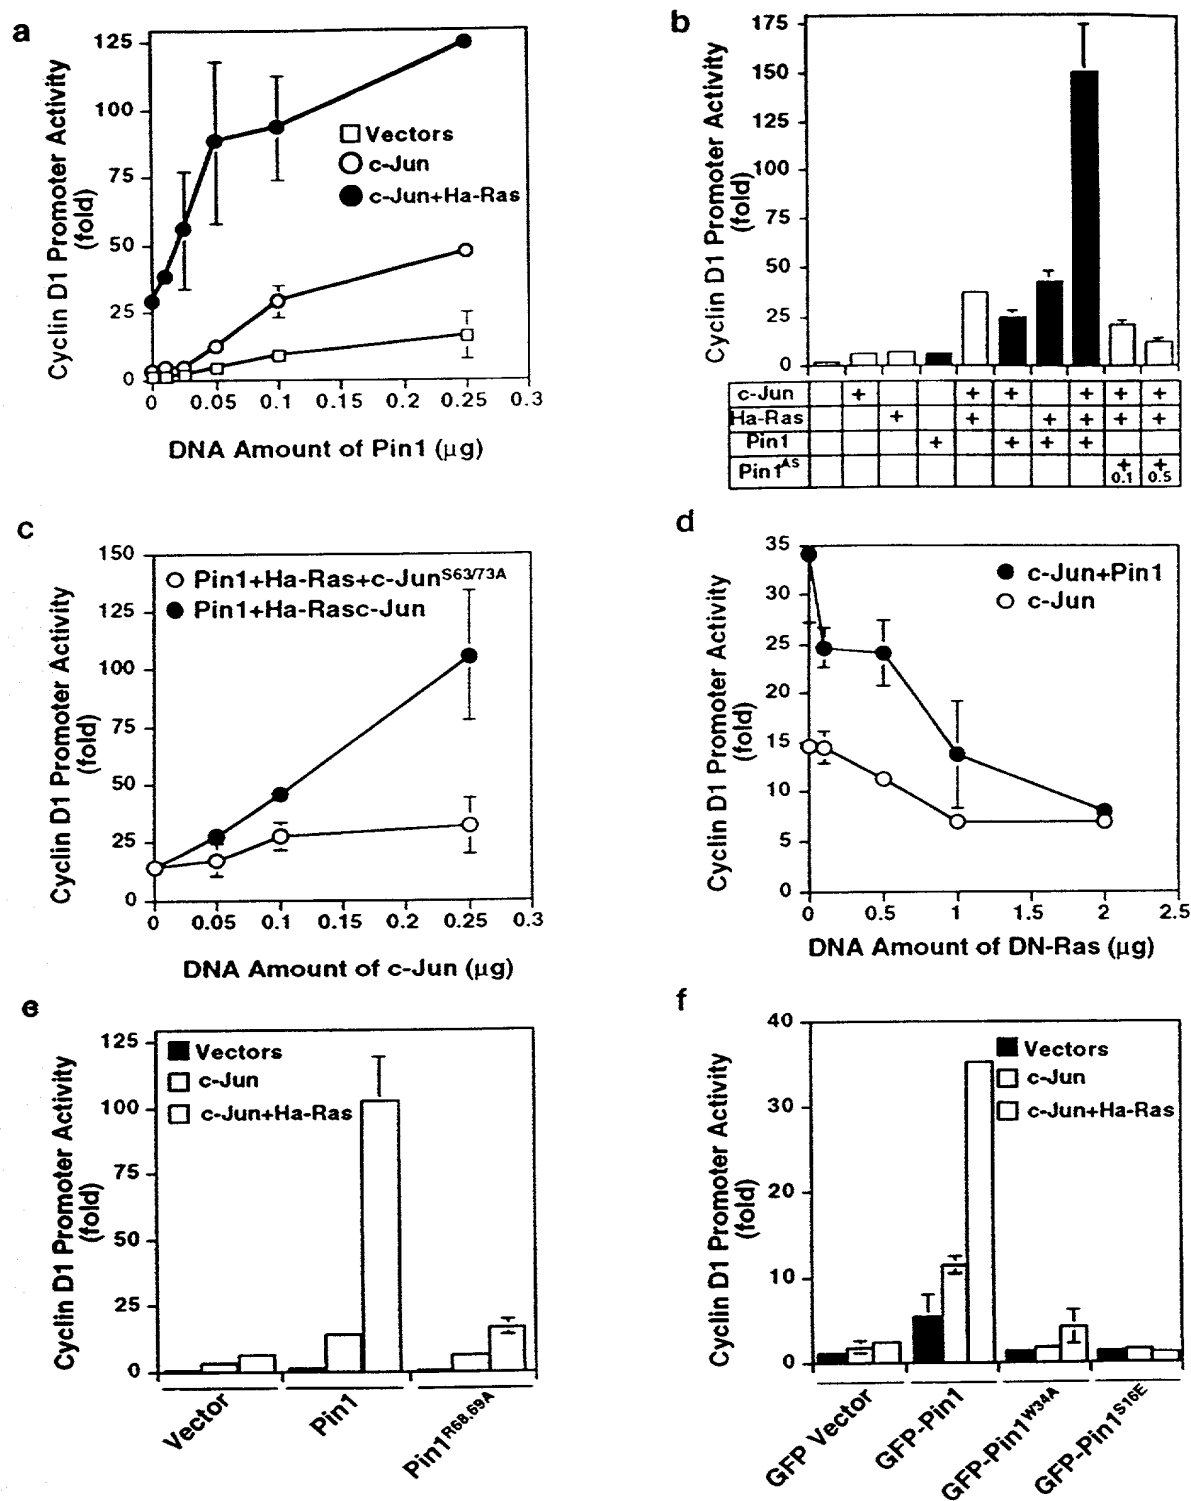 a
Cyclin D1 Promoter Activity
(fold)
125
100
75
50
25
0
0 0.05 0.1 0.15 0.2 0.25 0.3
DNA Amount of Pin1 (μg)
Vectors
c-Jun
c-Jun+Ha-Ras
b
Cyclin D1 Promoter Activity
(fold)
175
150
125
100
75
50
25
0
c-Jun + + + + + +
Ha-Ras + + + + + +
Pin1 + + + +
Pin1AS + +
0.1 0.5
c
Cyclin D1 Promoter Activity
(fold)
150
125
100
75
50
25
0
0 0.05 0.1 0.15 0.2 0.25 0.3
DNA Amount of c-Jun (μg)
Pin1+Ha-Ras+c-JunS63/73A
Pin1+Ha-Rasc-Jun
d
Cyclin D1 Promoter Activity
(fold)
35
30
25
20
15
10
5
0
0 0.5 1 1.5 2 2.5
DNA Amount of DN-Ras (μg)
c-Jun+Pin1
c-Jun
e
Cyclin D1 Promoter Activity
(fold)
125
100
75
50
25
0
Vectors
c-Jun
c-Jun+Ha-Ras
Vector
Pin1
Pin1R68.69A
f
Cyclin D1 Promoter Activity
(fold)
40
30
20
10
0
Vectors
c-Jun
c-Jun+Ha-Ras
GFP Vector
GFP-Pin1
GFP-Pin1W34A
GFP-Pin1S16E